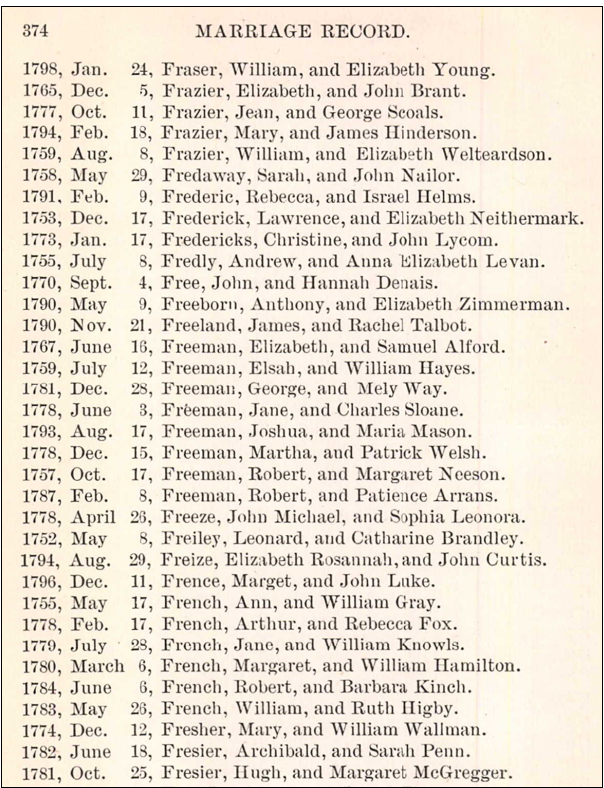 374 MARRIAGE RECORD.
1798, Jan. 24, Fraser, William, and Elizabeth Young.
1765, Dec. 5, Frazier, Elizabeth, and John Brant.
1777, Oct. 11, Frazier, Jean, and George Scoals.
1794, Feb. 18, Frazier, Mary, and James Hinderson.
1759, Aug. 8, Frazier, William, and Elizabeth Welteardson.
1758, May 29, Fredaway, Sarah, and John Nailor.
1791, Feb. 9, Frederic, Rebecca, and Israel Helms.
1753, Dec. 17, Frederick, Lawrence, and Elizabeth Neithermark.
1773, Jan. 17, Fredericks, Christine, and John Lycom.
1755, July 8, Fredly, Andrew, and Anna Elizabeth Levan.
1770, Sept. 4, Free, John, and Hannah Denais.
1790, May 9, Freeborn, Anthony, and Elizabeth Zimmerman.
1790, Nov. 21, Freeland, James, and Rachel Talbot.
1767, June 16, Freeman, Elizabeth, and Samuel Alford.
1759, July 12, Freeman, Elsah, and William Hayes.
1781, Dec. 28, Freeman, George, and Mely Way.
1778, June 3, Freeman, Jane, and Charles Sloane.
1793, Aug. 17, Freeman, Joshua, and Maria Mason.
1778, Dec. 15, Freeman, Martha, and Patrick Welsh.
1757, Oct. 17, Freeman, Robert, and Margaret Neeson.
1787, Feb. 8, Freeman, Robert, and Patience Arrans.
1778, April 26, Freeze, John Michael, and Sophia Leonora.
1752, May 8, Freiley, Leonard, and Catharine Brandley.
1794, Aug. 29, Freize, Elizabeth Rosannah, and John Curtis.
1796, Dec. 11, Frence, Marget, and John Luke.
1755, May 17, French, Ann, and William Gray.
1778, Feb. 17, French, Arthur, and Rebecca Fox.
1779, July 28, French, Jane, and William Knowls.
1780, March 6, French, Margaret, and William Hamilton.
1784, June 6, French, Robert, and Barbara Kinch.
1783, May 26, French, William, and Ruth Higby.
1774, Dec. 12, Fresher, Mary, and William Wallman.
1782, June 18, Fresier, Archibald, and Sarah Penn.
1781, Oct. 25, Fresier, Hugh, and Margaret McGregger.